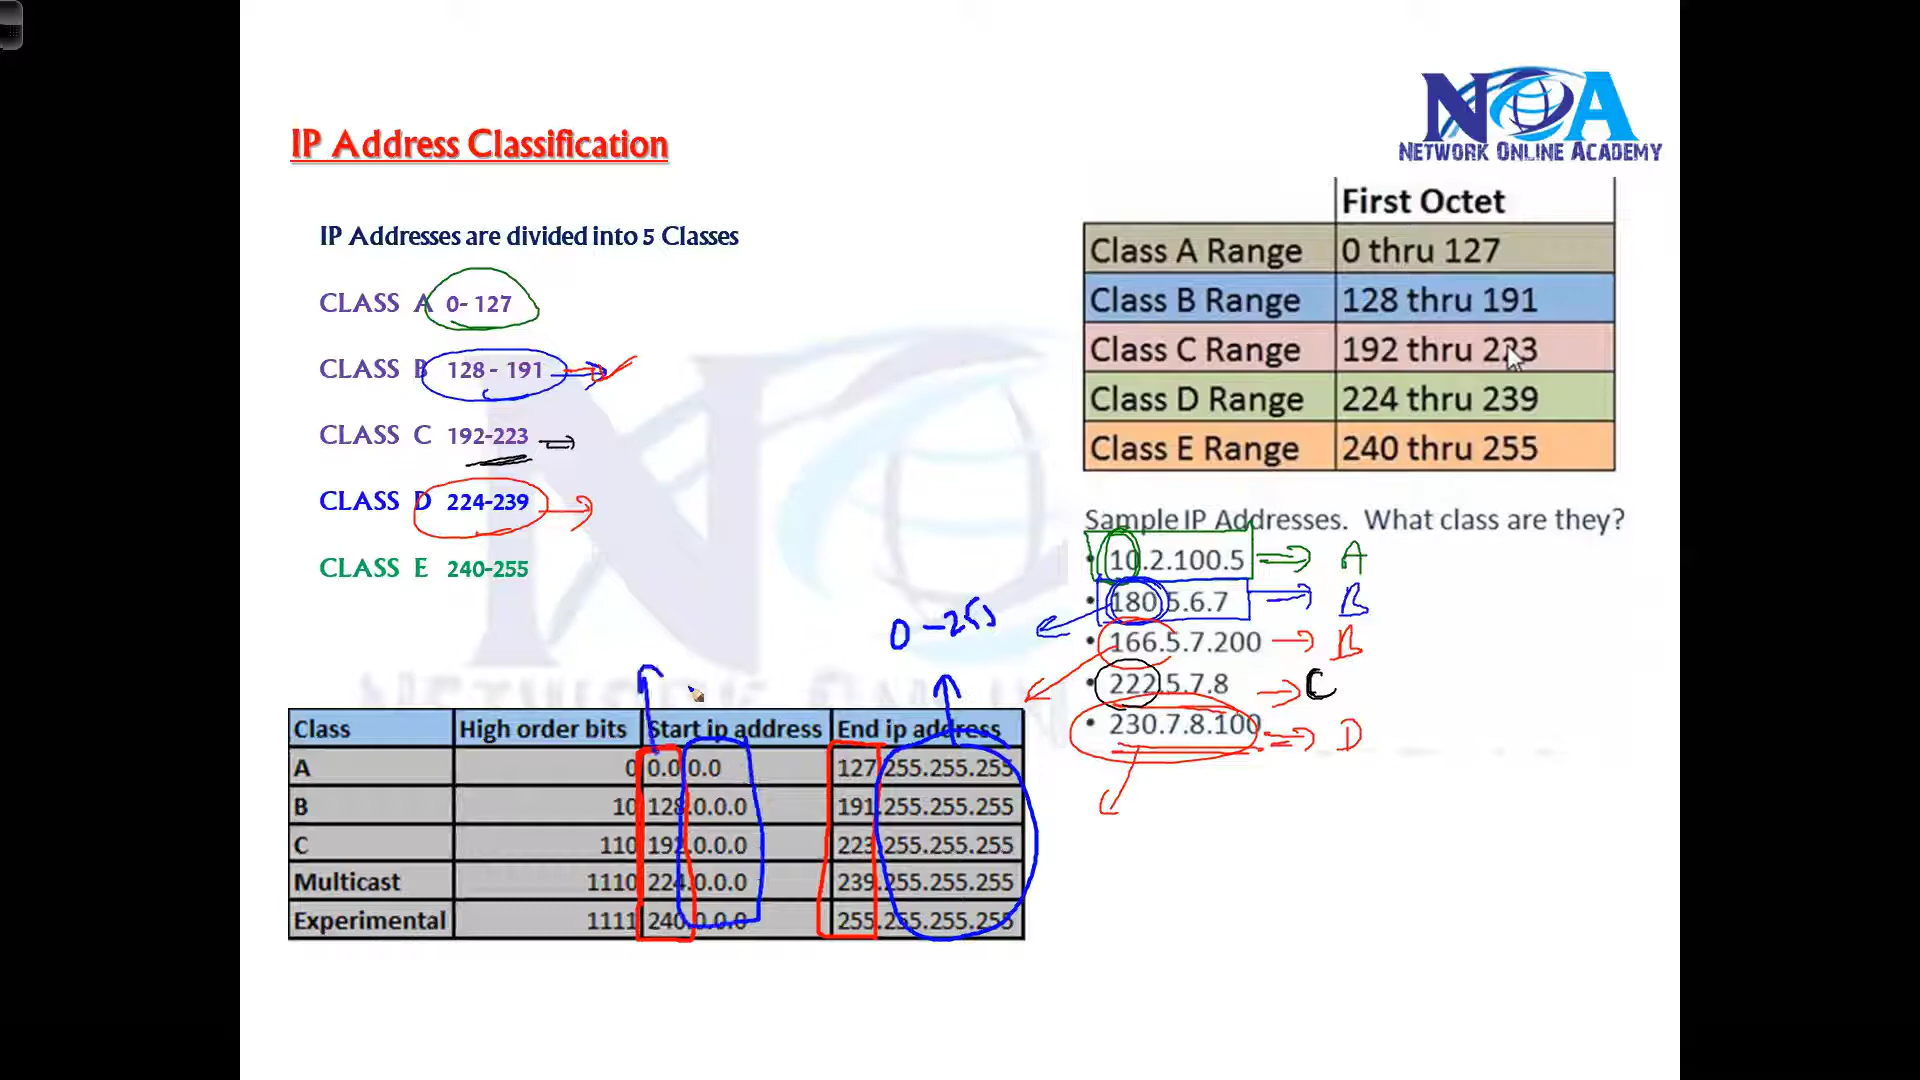 NOA
NETWORK ONLINE ACADEMY
IP Address Classification
IP Addresses are divided into 5 Classes
CLASS A 0- 127
CLASS B 128 - 191
CLASS C 192-223
CLASS D 224-239
CLASS E 240-255
First Octet
Class A Range 0 thru 127
Class B Range 128 thru 191
Class C Range 192 thru 223
Class D Range 224 thru 239
Class E Range 240 thru 255
Sample IP Addresses. What class are they?
• 10.2.100.5 A
• 180.5.6.7 B
• 166.5.7.200 B
• 222.5.7.8 C
• 230.7.8.100 D
0 - 255
NETWORK ONLINE
Class High order bits Start ip address End ip address
A 0 0.0.0.0 127.255.255.255
B 10 128.0.0.0 191.255.255.255
C 110 192.0.0.0 223.255.255.255
Multicast 1110 224.0.0.0 239.255.255.255
Experimental 1111 240.0.0.0 255.255.255.255